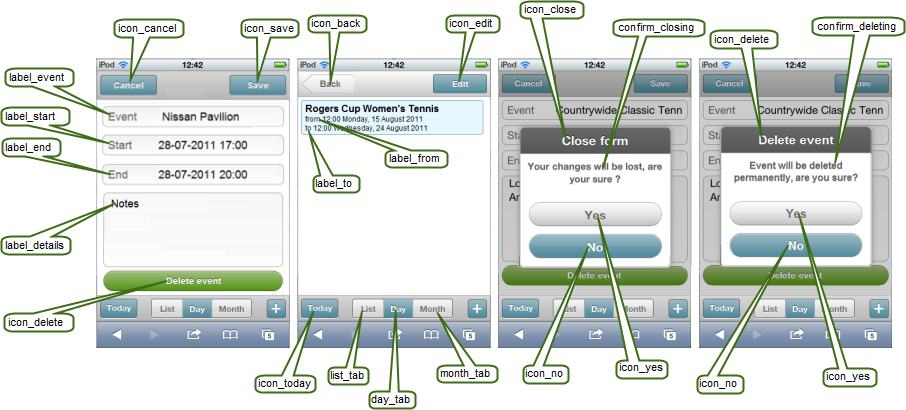 icon_cancel
icon_save
label_event
label_start
label_end
label_details
icon_delete
iPod
12:42
Cancel
Save
Event Nissan Pavilion
Start 28-07-2011 17:00
End 28-07-2011 20:00
Notes
Delete event
Today
List
Day
Month
+
5
icon_back
icon_edit
iPod
12:42
Back
Edit
Rogers Cup Women's Tennis
from 12:00 Monday, 15 August 2011
to 12:00 Wednesday, 24 August 2011
label_from
label_to
Today
List
Day
Month
+
5
icon_today
list_tab
day_tab
month_tab
icon_close
confirm_closing
iPod
12:42
Cancel
Save
Event Countrywide Classic Tenn
Sta
En
Lo
An
Close form
Your changes will be lost, are
your sure ?
Yes
No
Delete event
Today
List
Day
Month
+
5
icon_no
icon_yes
icon_delete
confirm_deleting
iPod
12:42
Cancel
Save
Event Countrywide Classic Tenn
Sta
En
Lo
An
Delete event
Event will be deleted
permanently, are you sure?
Yes
No
Delete event
Today
List
Day
Month
+
5
icon_no
icon_yes